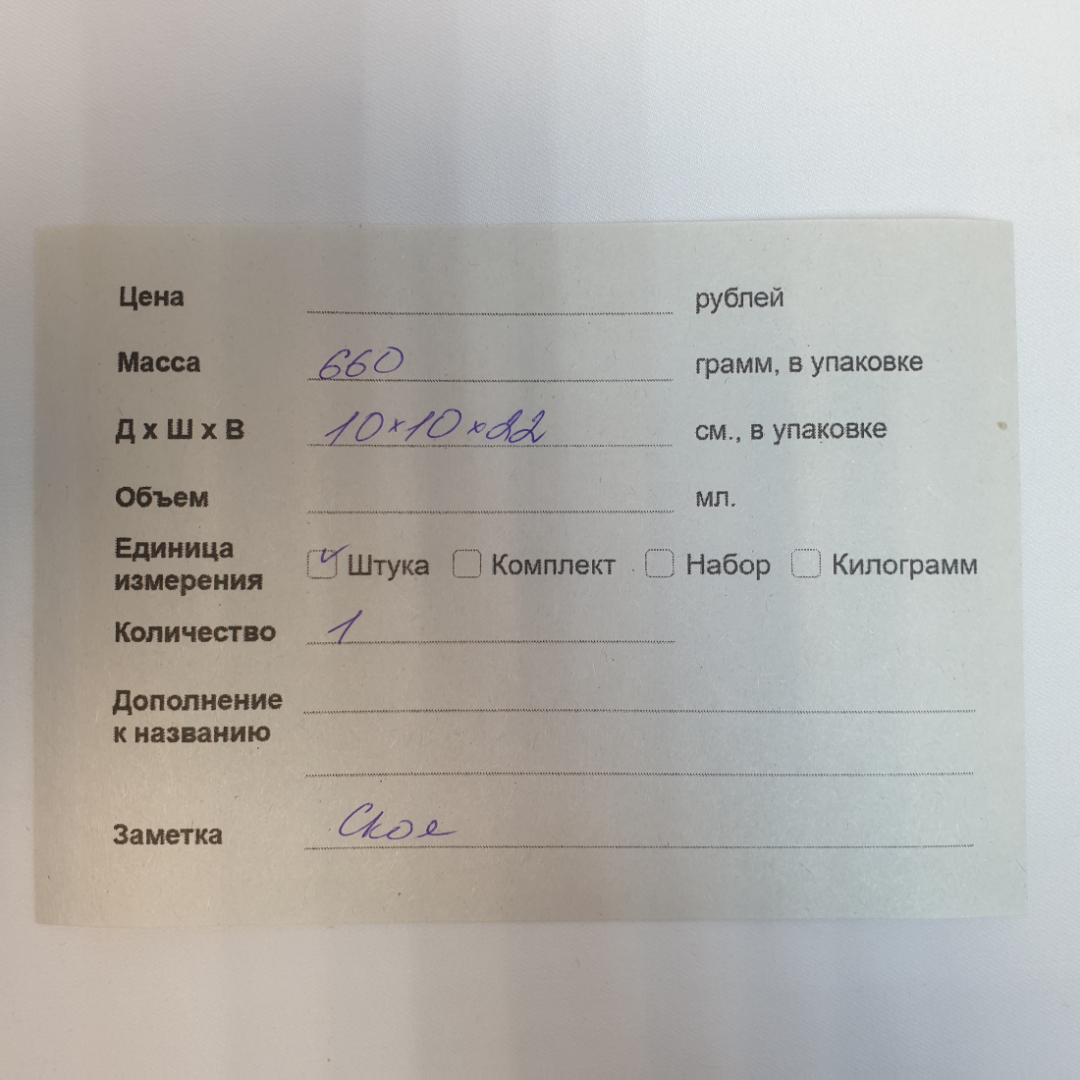 Цена рублей
Масса 660 грамм, в упаковке
Д х Ш х В 10×10×22 см., в упаковке
Объем мл.
Единица измерения Штука Комплект Набор Килограмм
Количество 1
Дополнение
к названию
Заметка